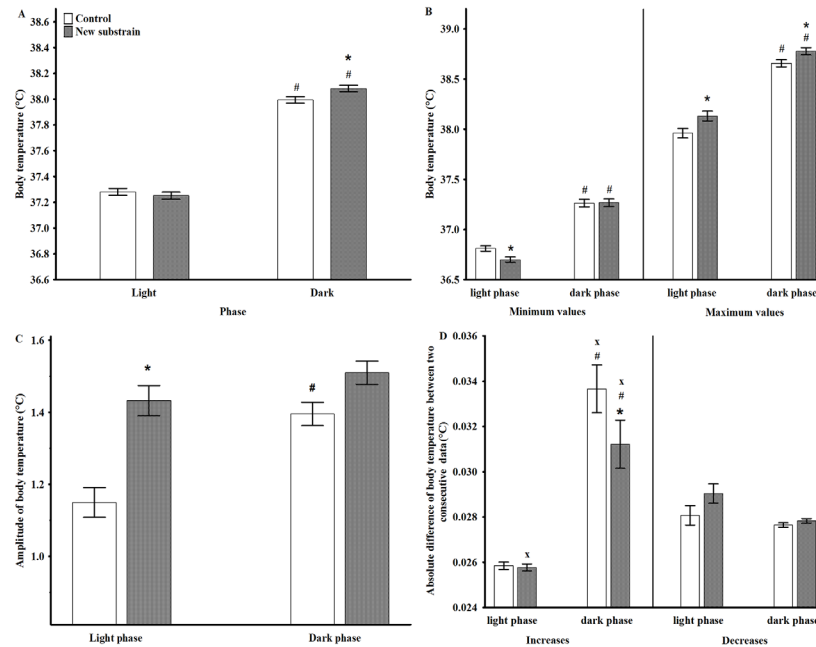 A
Control
New substrain
38.6
38.4
38.2
38.0
37.8
37.6
37.4
37.2
37.0
36.8
36.6
Body temperature (°C)
*
#
#
Light
Dark
Phase
B
39.0
38.5
38.0
37.5
37.0
36.5
Body temperature (°C)
*
#
#
*
*
#
#
light phase
dark phase
light phase
dark phase
Minimum values
Maximum values
C
1.6
1.4
1.2
1.0
Amplitude of body temperature (°C)
*
#
Light phase
Dark phase
D
0.036
0.034
0.032
0.030
0.028
0.026
0.024
Absolute difference of body temperature between two
consecutive data (°C)
x
x
#
x
#
*
light phase
dark phase
light phase
dark phase
Increases
Decreases